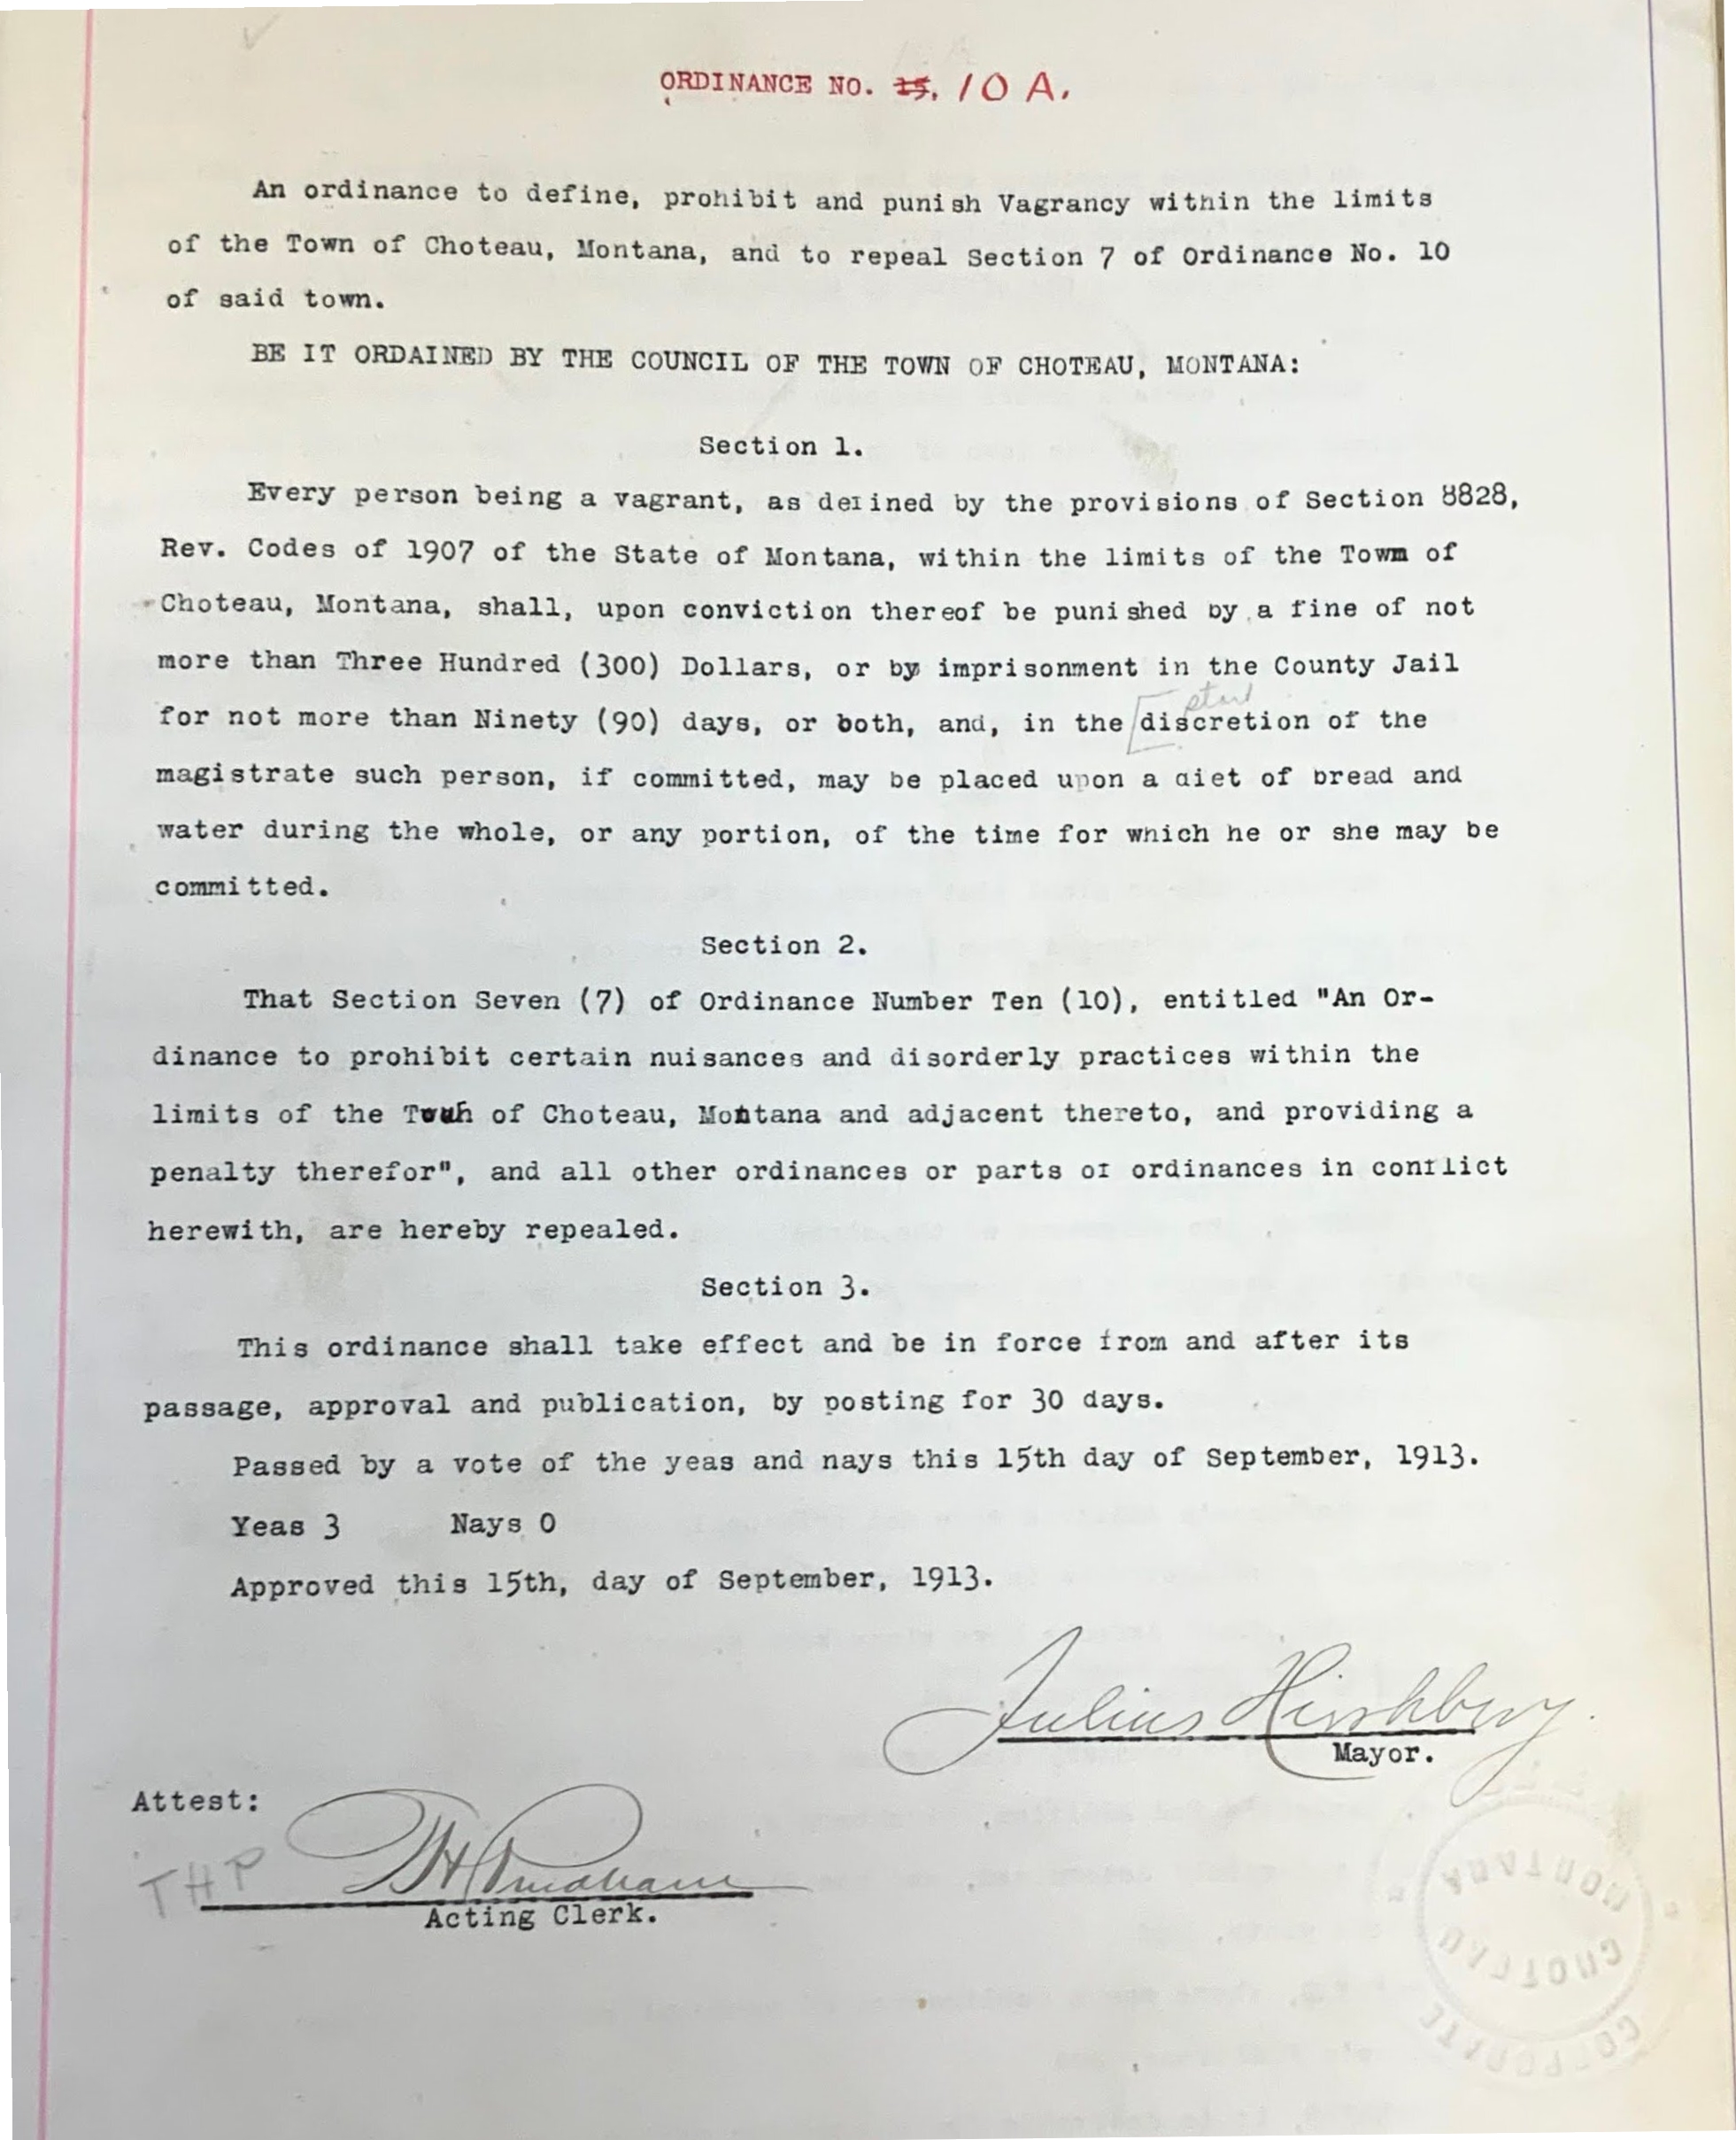 ORDINANCE NO. 15. 10 A.
An ordinance to define, prohibit and punish Vagrancy within the limits
of the Town of Choteau, Montana, and to repeal Section 7 of Ordinance No. 10
of said town.
BE IT ORDAINED BY THE COUNCIL OF THE TOWN OF CHOTEAU, MONTANA:
Section 1.
Every person being a vagrant, as defined by the provisions of Section 8828,
Rev. Codes of 1907 of the State of Montana, within the limits of the Town of
Choteau, Montana, shall, upon conviction thereof be punished by a fine of not
more than Three Hundred (300) Dollars, or by imprisonment in the County Jail
start
for not more than Ninety (90) days, or both, and, in the discretion of the
magistrate such person, if committed, may be placed upon a diet of bread and
water during the whole, or any portion, of the time for which he or she may be
committed.
Section 2.
That Section Seven (7) of Ordinance Number Ten (10), entitled "An Or-
dinance to prohibit certain nuisances and disorderly practices within the
limits of the Town of Choteau, Montana and adjacent thereto, and providing a
penalty therefor", and all other ordinances or parts of ordinances in conflict
herewith, are hereby repealed.
Section 3.
This ordinance shall take effect and be in force from and after its
passage, approval and publication, by posting for 30 days.
Passed by a vote of the yeas and nays this 15th day of September, 1913.
Yeas 3 Nays 0
Approved this 15th, day of September, 1913.
Julius Hirshberg.
Mayor.
Attest:
THP
Acting Clerk.
MONTANA
CHOTEAU
CORPORATE